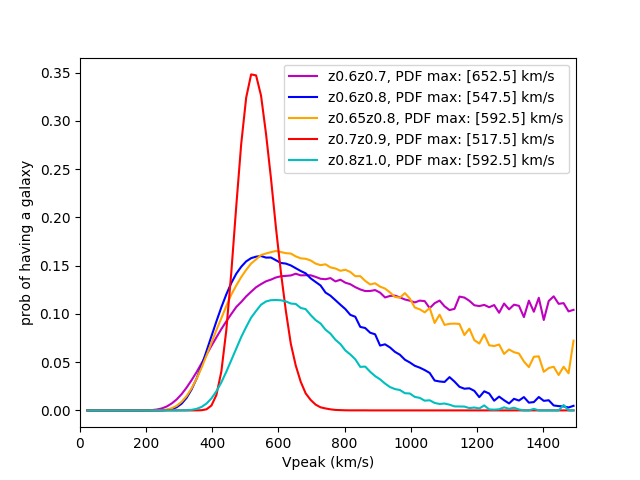 0.35
0.30
0.25
0.20
0.15
0.10
0.05
0.00
prob of having a galaxy
z0.6z0.7, PDF max: [652.5] km/s
z0.6z0.8, PDF max: [547.5] km/s
z0.65z0.8, PDF max: [592.5] km/s
z0.7z0.9, PDF max: [517.5] km/s
z0.8z1.0, PDF max: [592.5] km/s
0 200 400 600 800 1000 1200 1400
Vpeak (km/s)